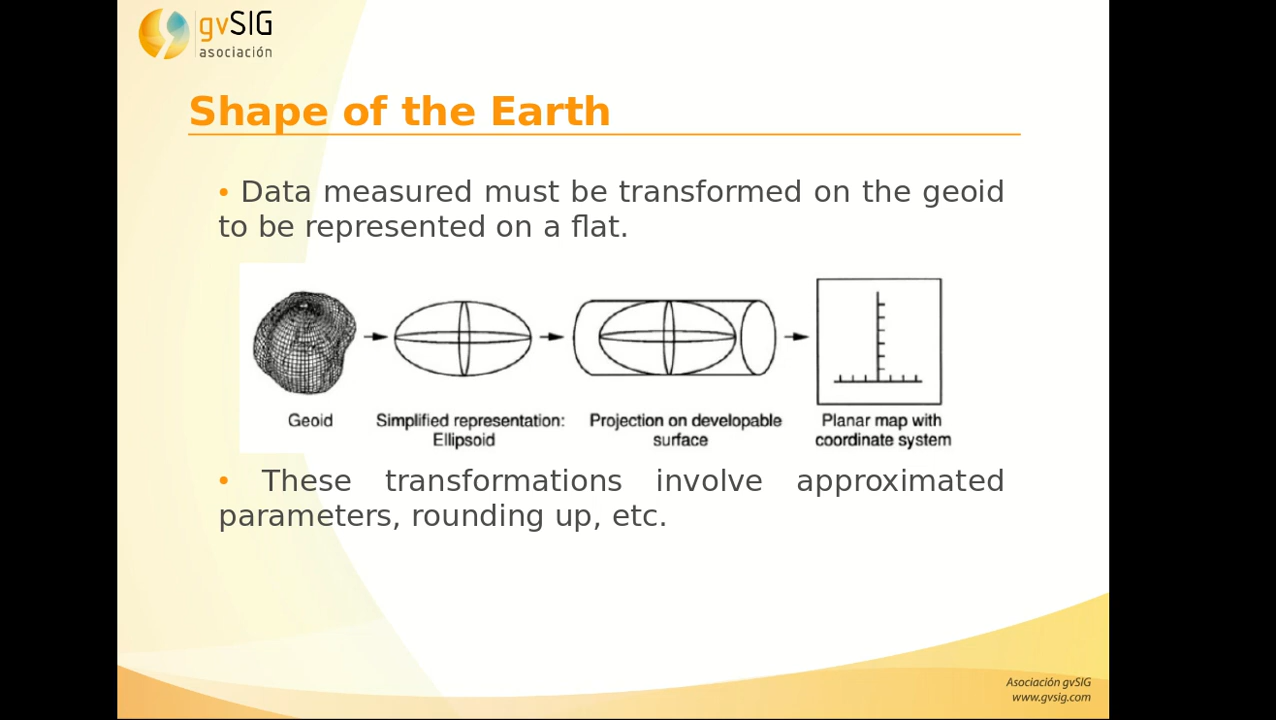 gvSIG
asociación
Shape of the Earth
• Data measured must be transformed on the geoid
to be represented on a flat.
Geoid
Simplified representation:
Ellipsoid
Projection on developable
surface
Planar map with
coordinate system
• These transformations involve approximated
parameters, rounding up, etc.
Asociación gvSIG
www.gvsig.com